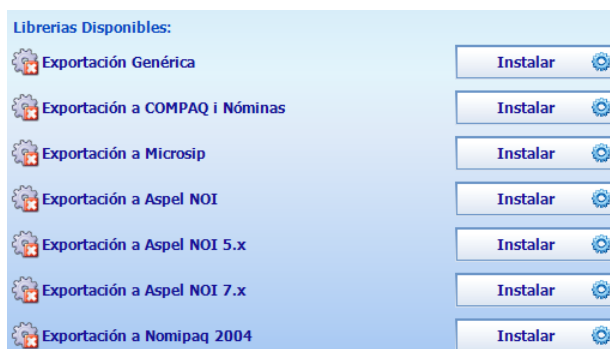 Librerias Disponibles:
Exportación Genérica Instalar
Exportación a COMPAQ i Nóminas Instalar
Exportación a Microsip Instalar
Exportación a Aspel NOI Instalar
Exportación a Aspel NOI 5.x Instalar
Exportación a Aspel NOI 7.x Instalar
Exportación a Nomipaq 2004 Instalar